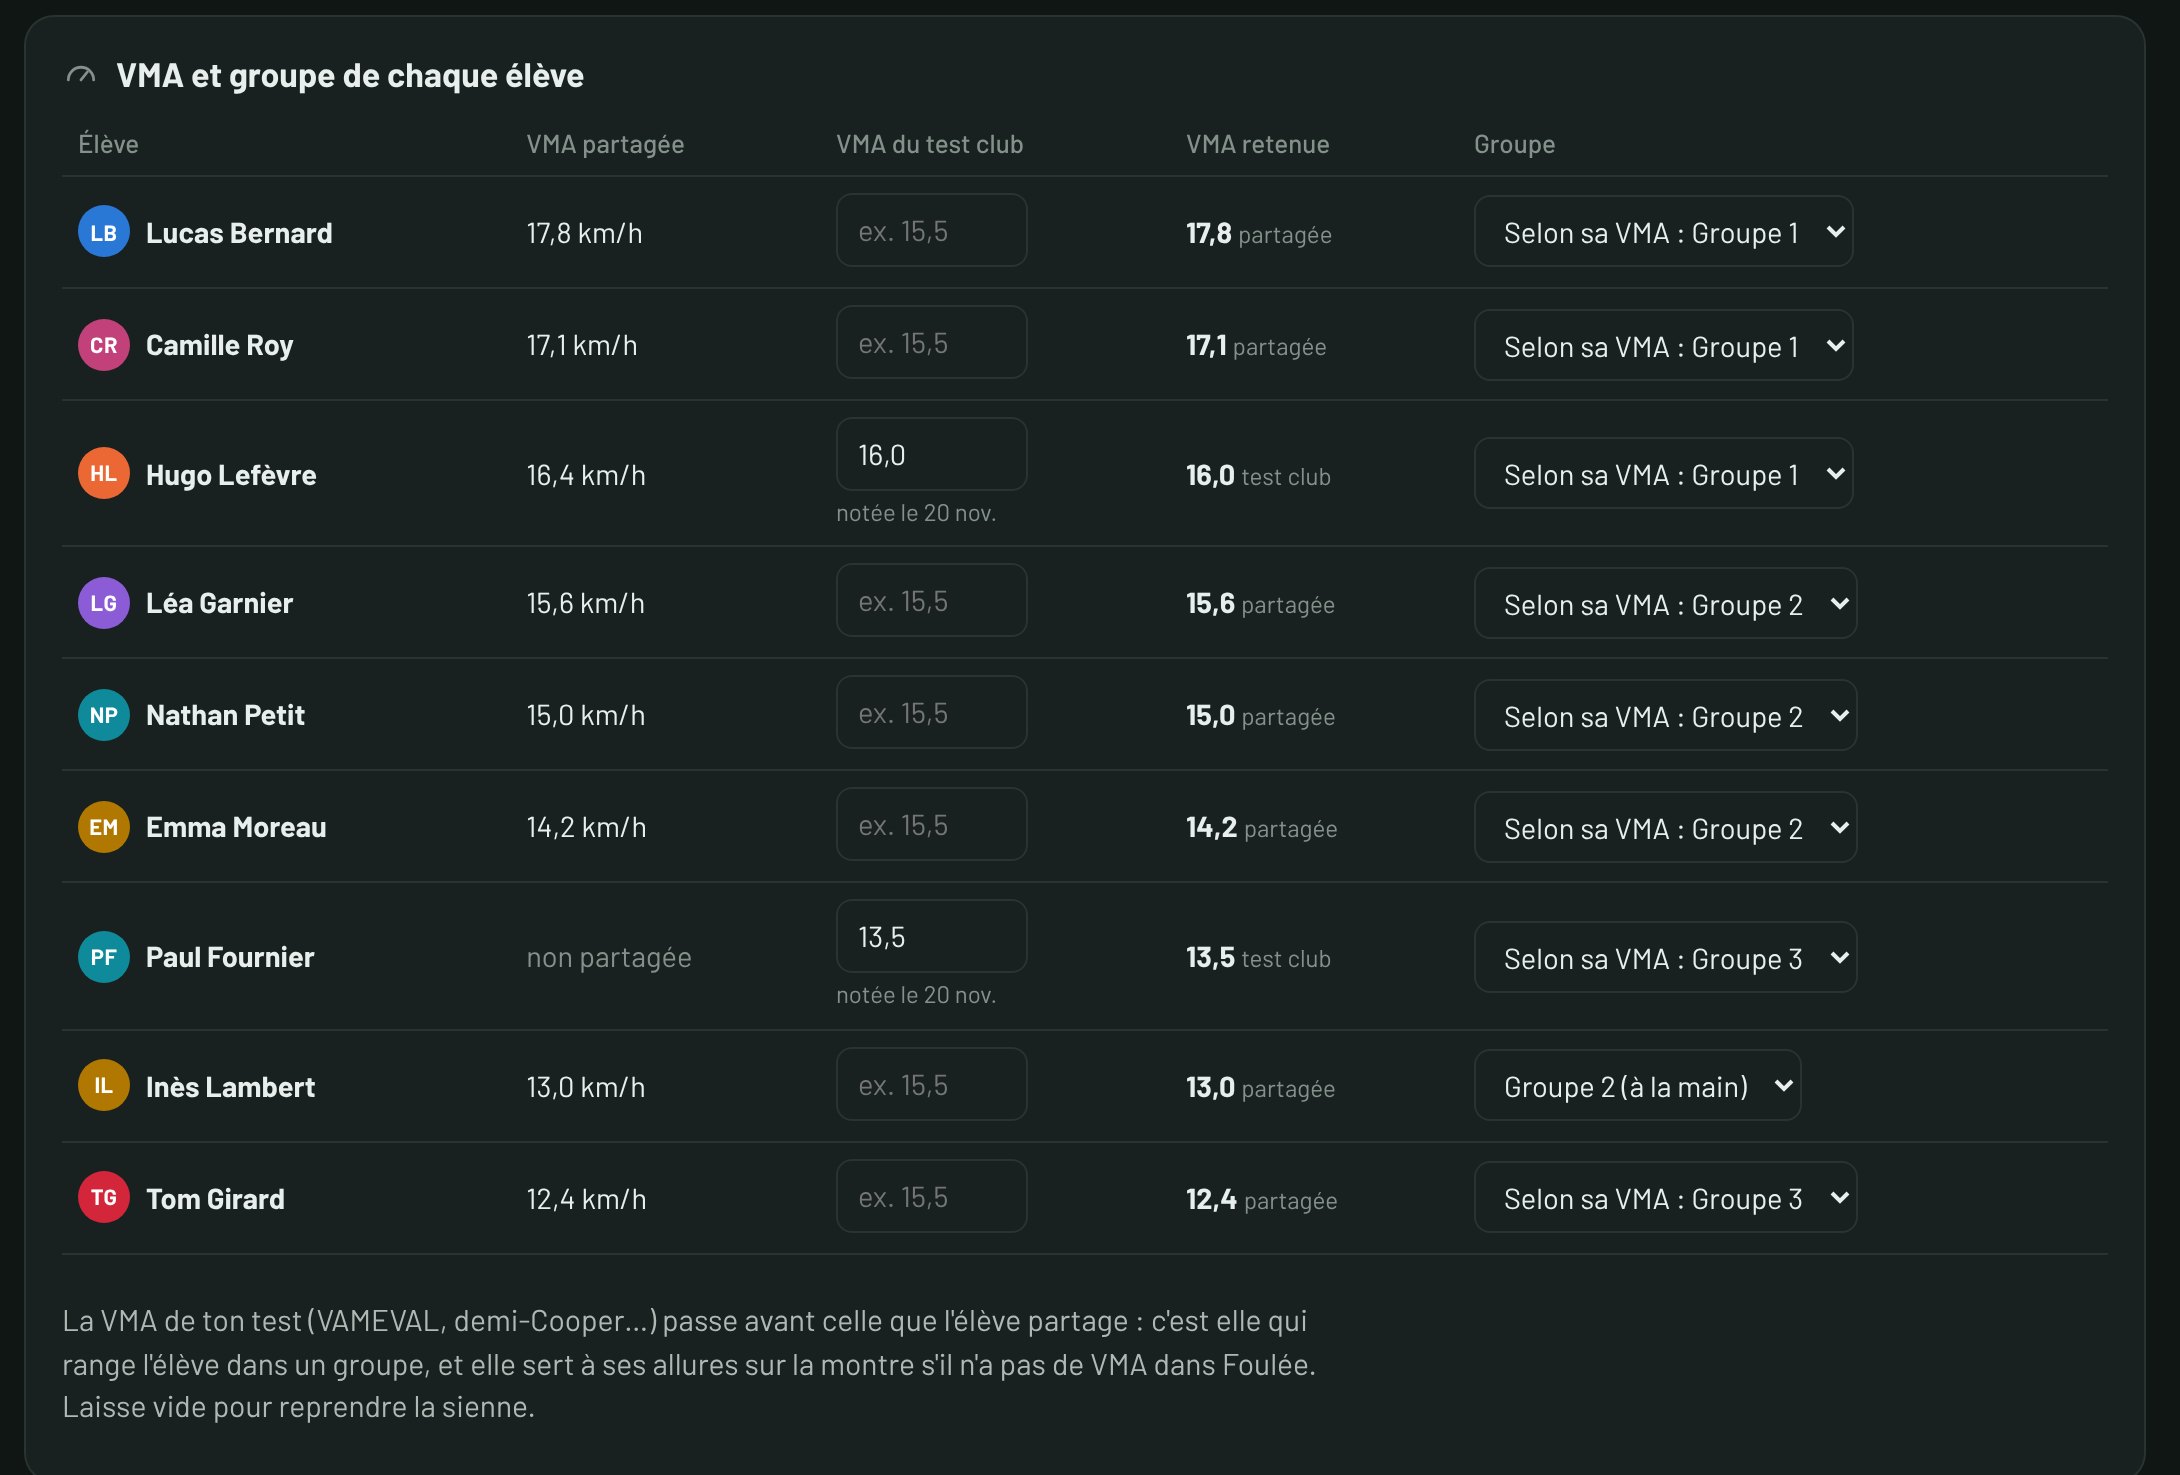 VMA et groupe de chaque élève
Élève VMA partagée VMA du test club VMA retenue Groupe
LB Lucas Bernard 17,8 km/h ex. 15,5 17,8 partagée Selon sa VMA : Groupe 1
CR Camille Roy 17,1 km/h ex. 15,5 17,1 partagée Selon sa VMA : Groupe 1
HL Hugo Lefèvre 16,4 km/h 16,0 16,0 test club Selon sa VMA : Groupe 1
notée le 20 nov.
LG Léa Garnier 15,6 km/h ex. 15,5 15,6 partagée Selon sa VMA : Groupe 2
NP Nathan Petit 15,0 km/h ex. 15,5 15,0 partagée Selon sa VMA : Groupe 2
EM Emma Moreau 14,2 km/h ex. 15,5 14,2 partagée Selon sa VMA : Groupe 2
PF Paul Fournier non partagée 13,5 13,5 test club Selon sa VMA : Groupe 3
notée le 20 nov.
IL Inès Lambert 13,0 km/h ex. 15,5 13,0 partagée Groupe 2 (à la main)
TG Tom Girard 12,4 km/h ex. 15,5 12,4 partagée Selon sa VMA : Groupe 3
La VMA de ton test (VAMEVAL, demi-Cooper…) passe avant celle que l'élève partage : c'est elle qui
range l'élève dans un groupe, et elle sert à ses allures sur la montre s'il n'a pas de VMA dans Foulée.
Laisse vide pour reprendre la sienne.